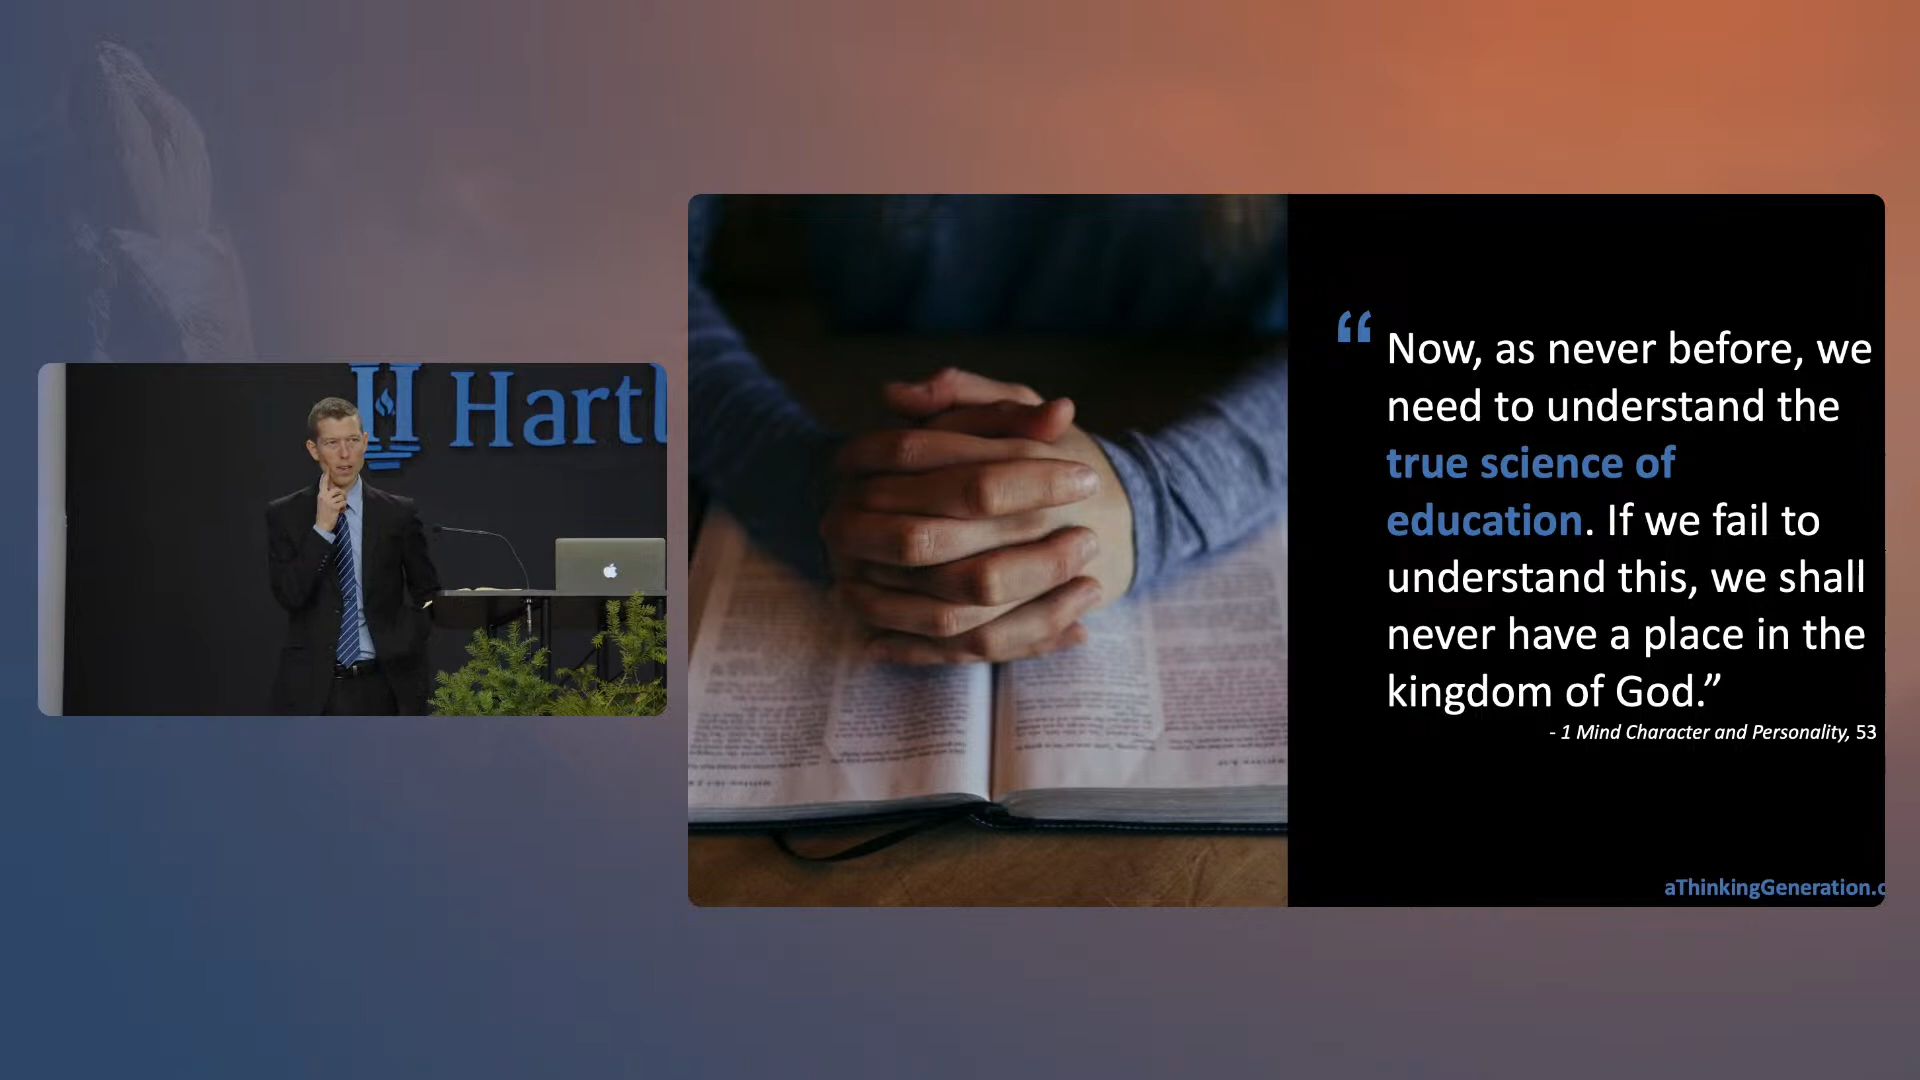 Hartl
“ Now, as never before, we
need to understand the
true science of
education. If we fail to
understand this, we shall
never have a place in the
kingdom of God.”
- 1 Mind Character and Personality, 53
aThinkingGeneration.c